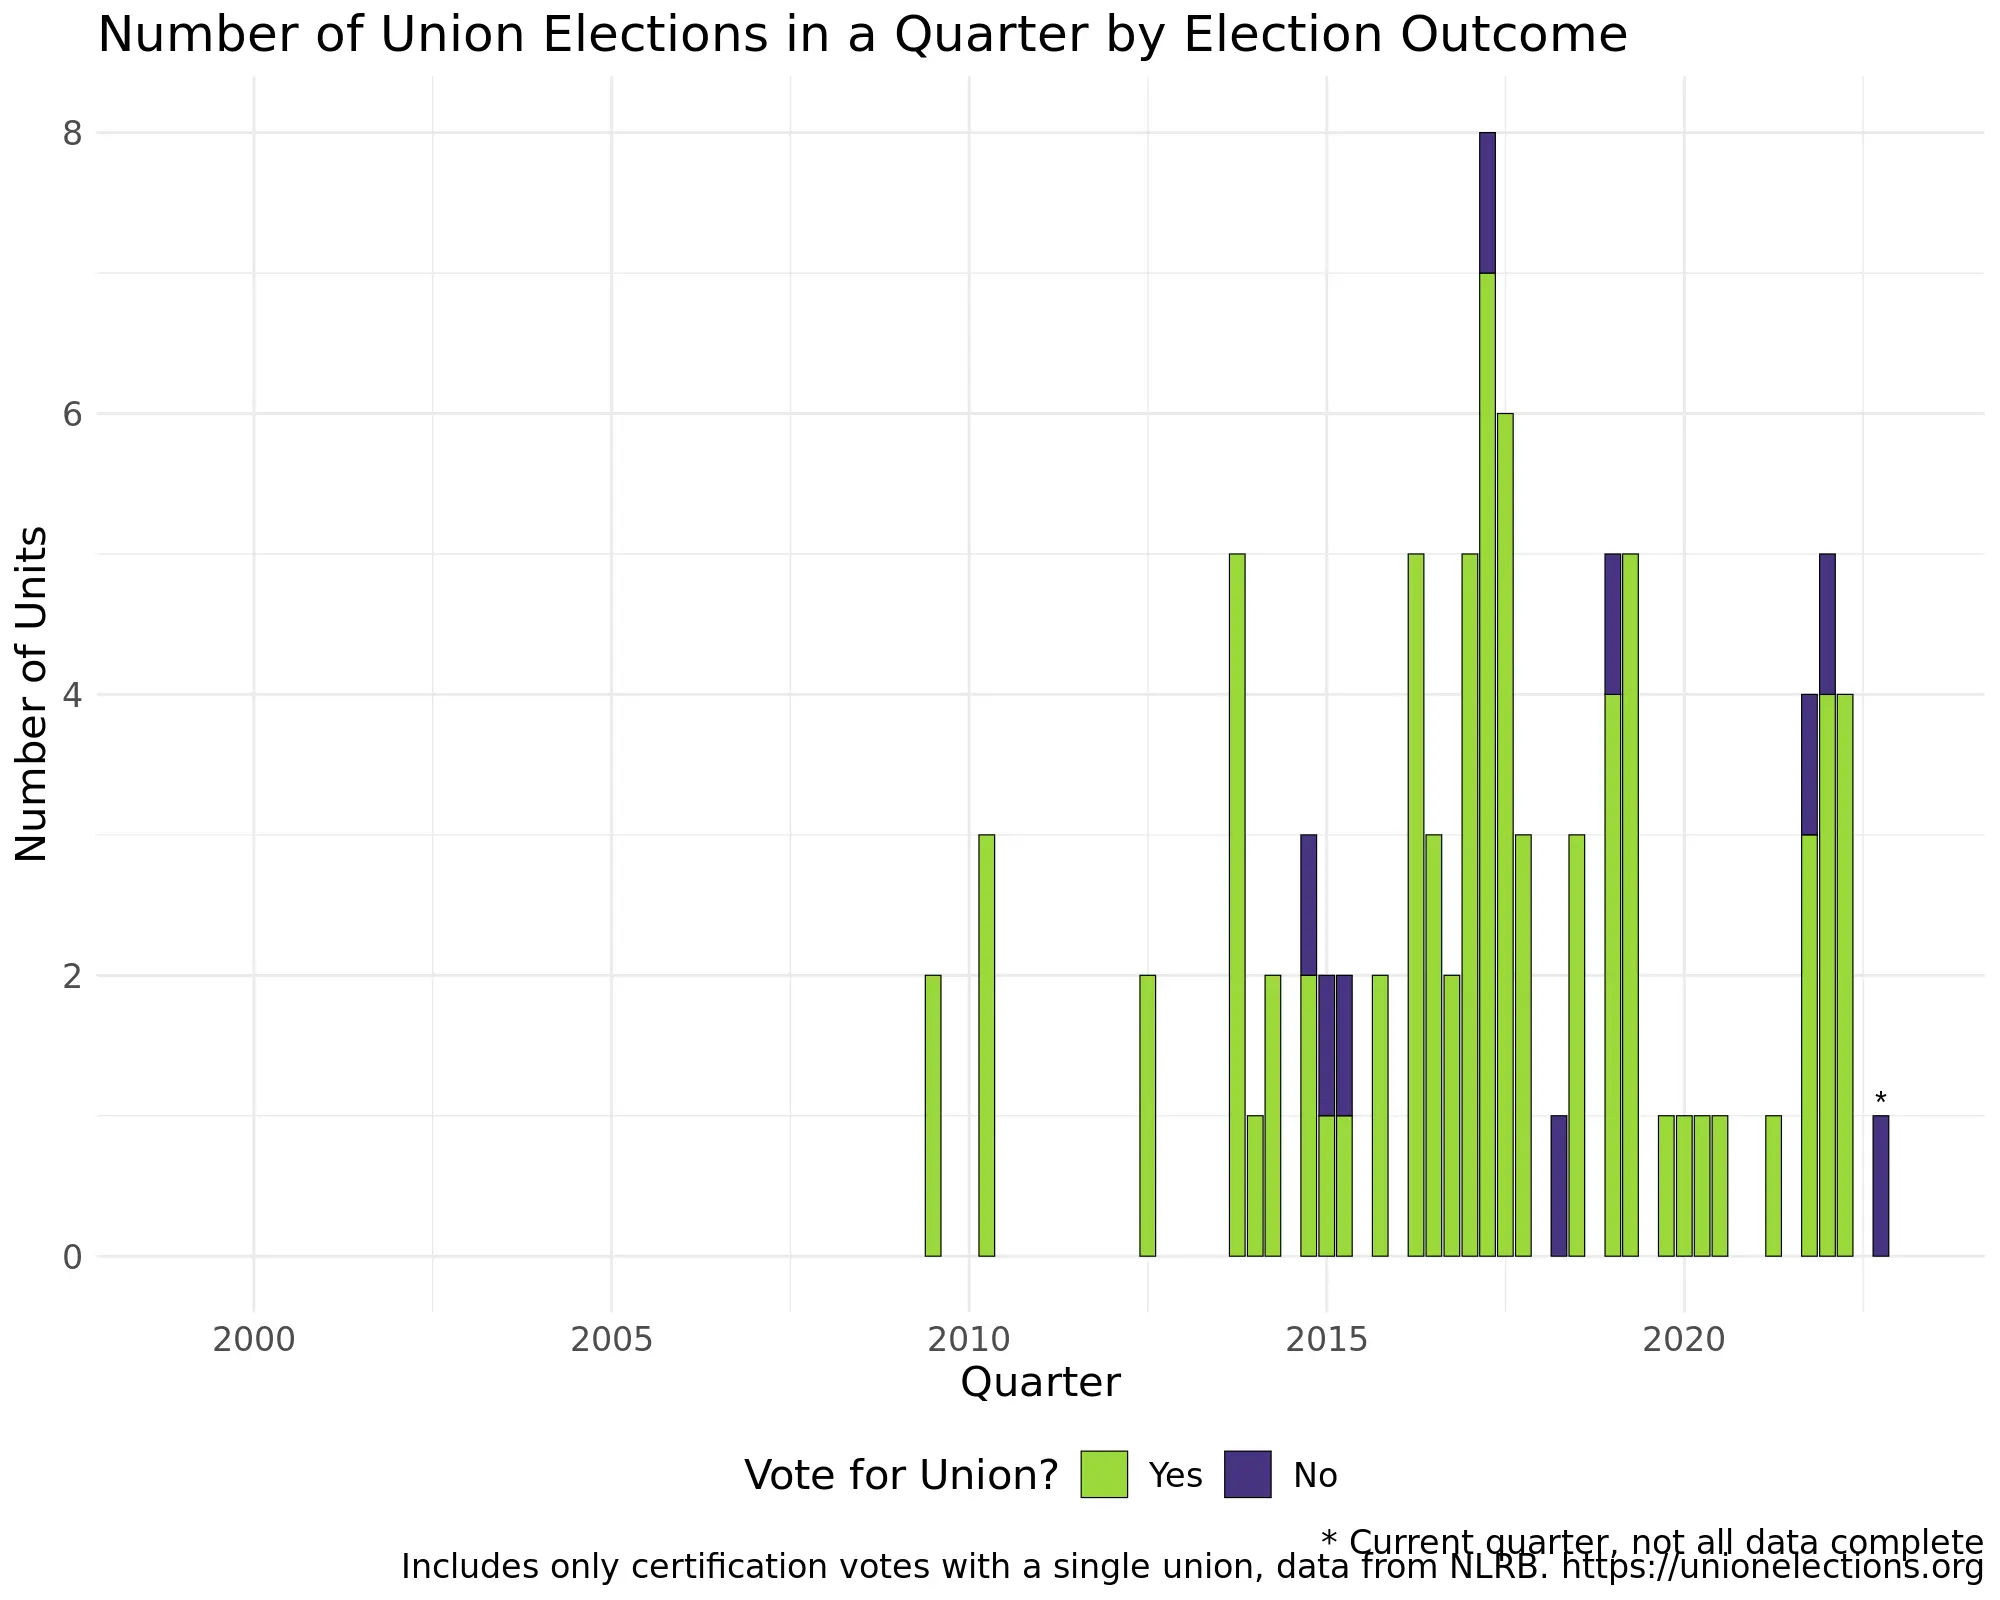 Number of Union Elections in a Quarter by Election Outcome
Number of Units
8
6
4
2
0
*
2000 2005 2010 2015 2020
Quarter
Vote for Union? Yes No
* Current quarter, not all data complete
Includes only certification votes with a single union, data from NLRB. https://unionelections.org